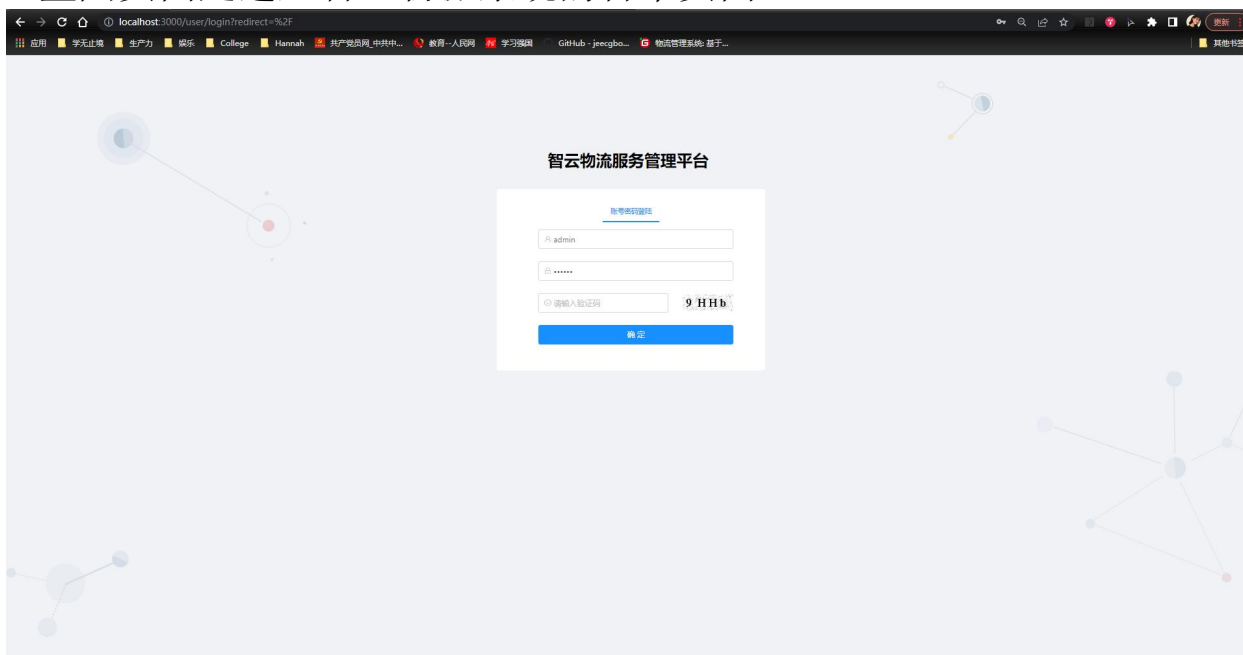 localhost:3000/user/login?redirect=%2F
更新
应用 学无止境 生产力 娱乐 College Hannah 共产党员网_中共中... 教育--人民网 学习强国 GitHub - jeecgbo... 物流管理系统: 基于... 其他书签
智云物流服务管理平台
账号密码登陆
admin
••••••
请输入验证码 9HHb
确 定